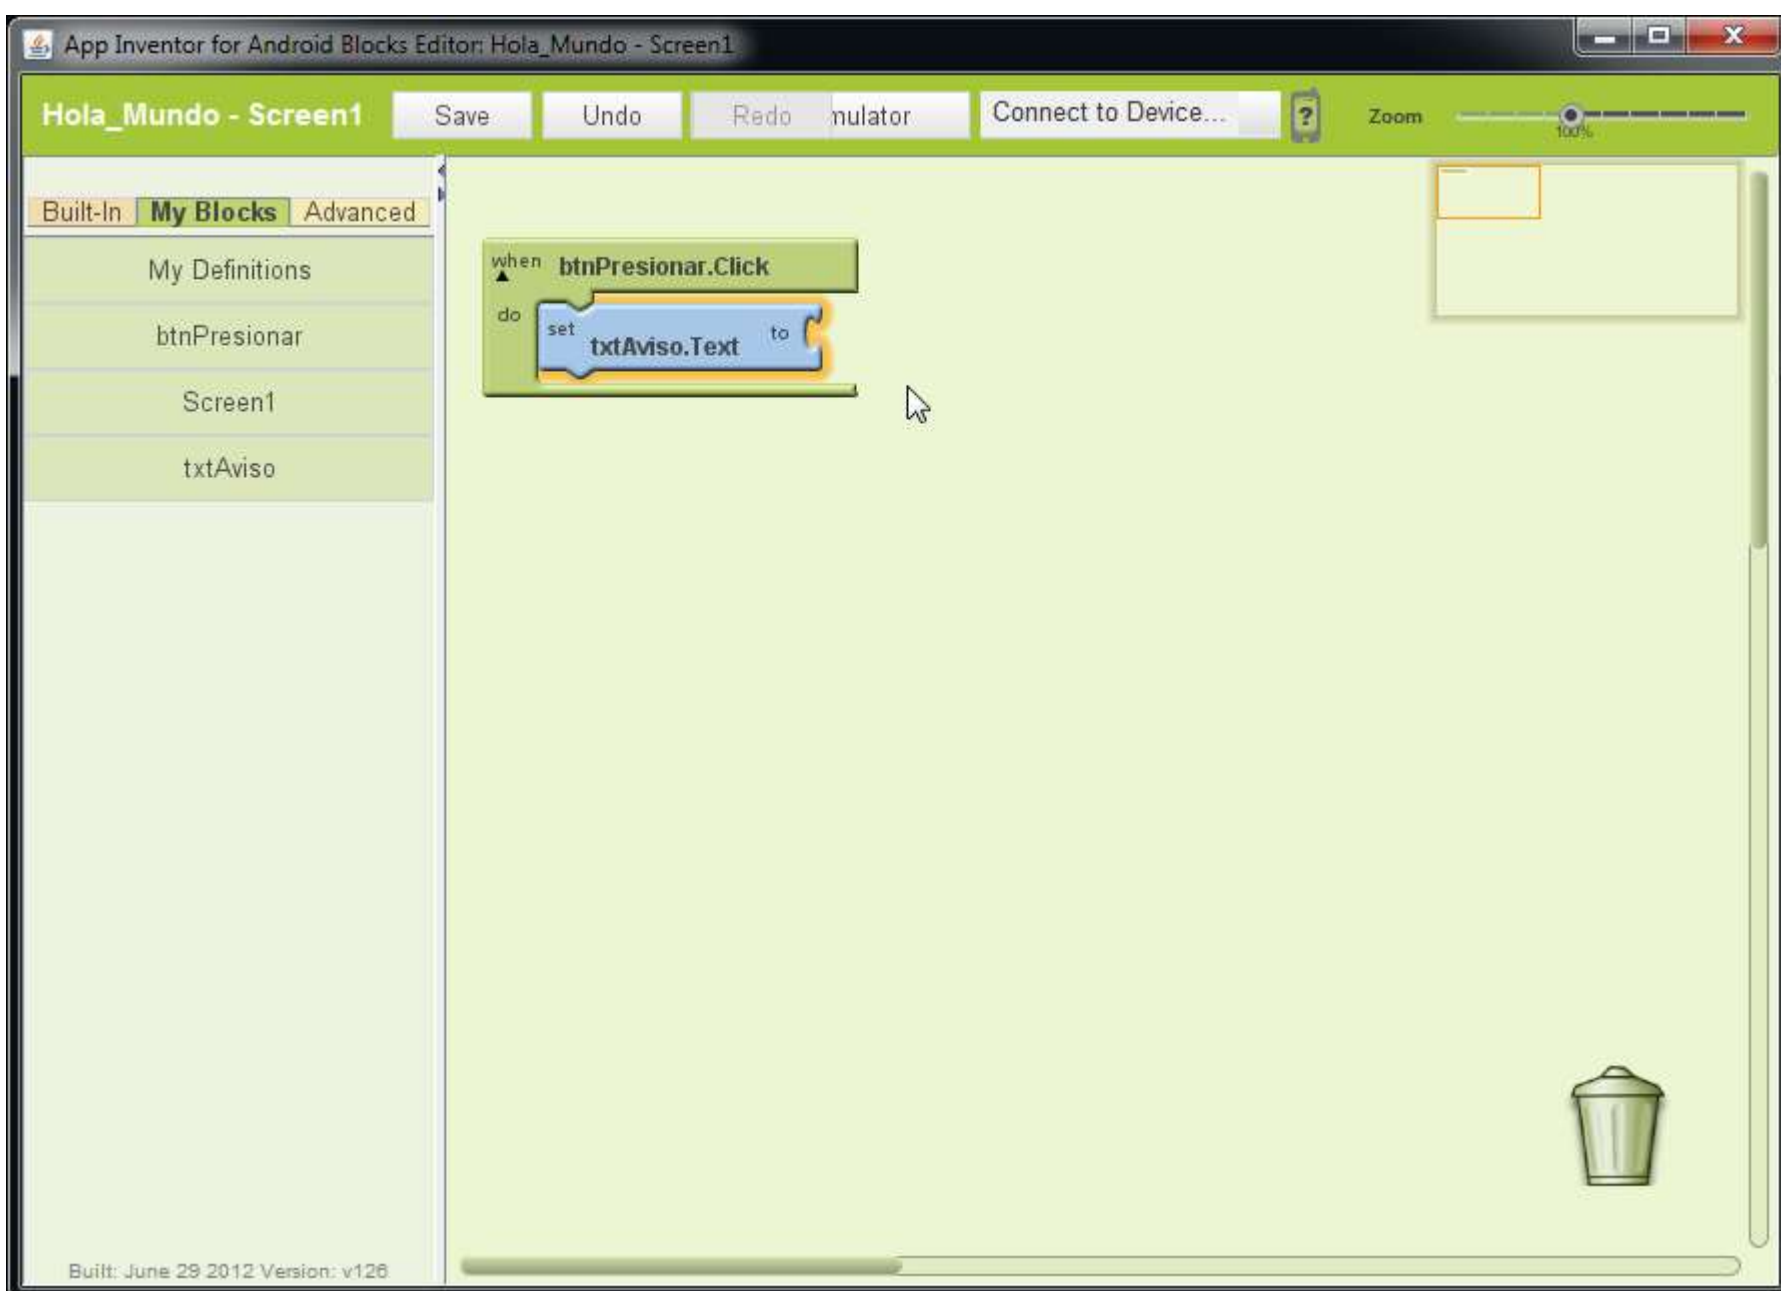 App Inventor for Android Blocks Editor: Hola_Mundo - Screen1
Hola_Mundo - Screen1 Save Undo Redo mulator Connect to Device... ? Zoom 100%
Built-In My Blocks Advanced
My Definitions
btnPresionar
Screen1
txtAviso
when btnPresionar.Click
do set txtAviso.Text to
Built: June 29 2012 Version: v126